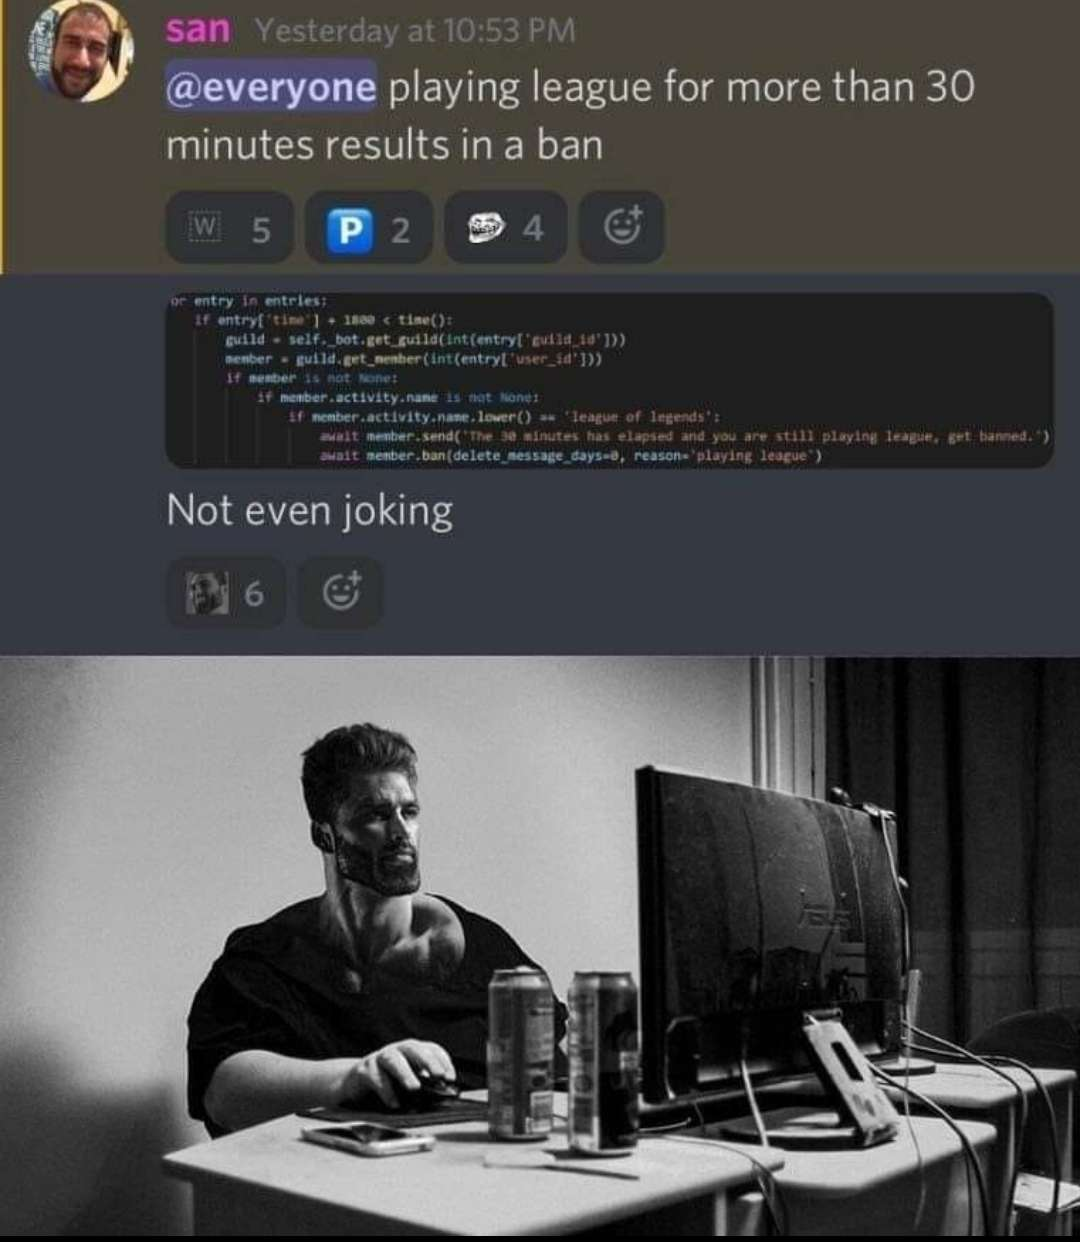 san Yesterday at 10:53 PM
@everyone playing league for more than 30
minutes results in a ban
W 5 P 2 4
or entry in entries:
if entry['time'] + 1800 < time():
guild = self._bot.get_guild(int(entry['guild_id']))
member = guild.get_member(int(entry['user_id']))
if member is not None:
if member.activity.name is not None:
if member.activity.name.lower() == 'league of legends':
await member.send('The 30 minutes has elapsed and you are still playing league, get banned.')
await member.ban(delete_message_days=0, reason='playing league')
Not even joking
6
ASUS